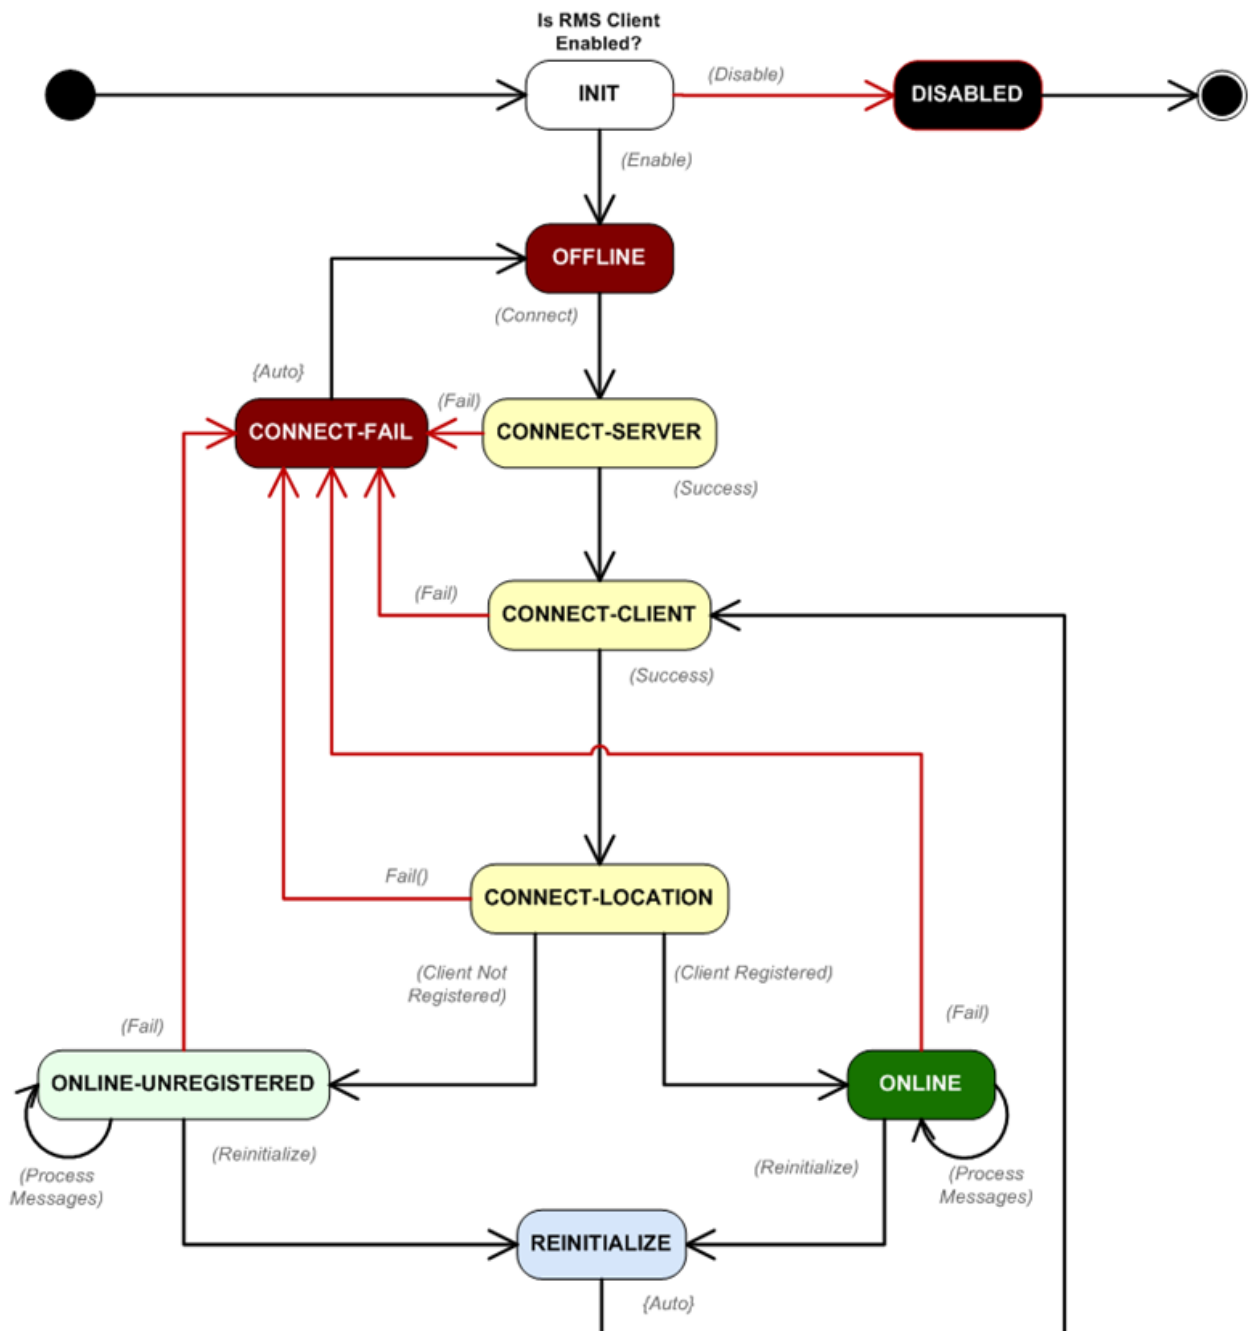 Is RMS Client
Enabled?
INIT
(Disable)
DISABLED
(Enable)
OFFLINE
(Connect)
{Auto}
CONNECT-FAIL
(Fail)
CONNECT-SERVER
(Success)
(Fail)
CONNECT-CLIENT
(Success)
Fail()
CONNECT-LOCATION
(Client Not
Registered)
(Client Registered)
(Fail)
(Fail)
ONLINE-UNREGISTERED
ONLINE
(Reinitialize)
(Reinitialize)
(Process
Messages)
(Process
Messages)
REINITIALIZE
{Auto}